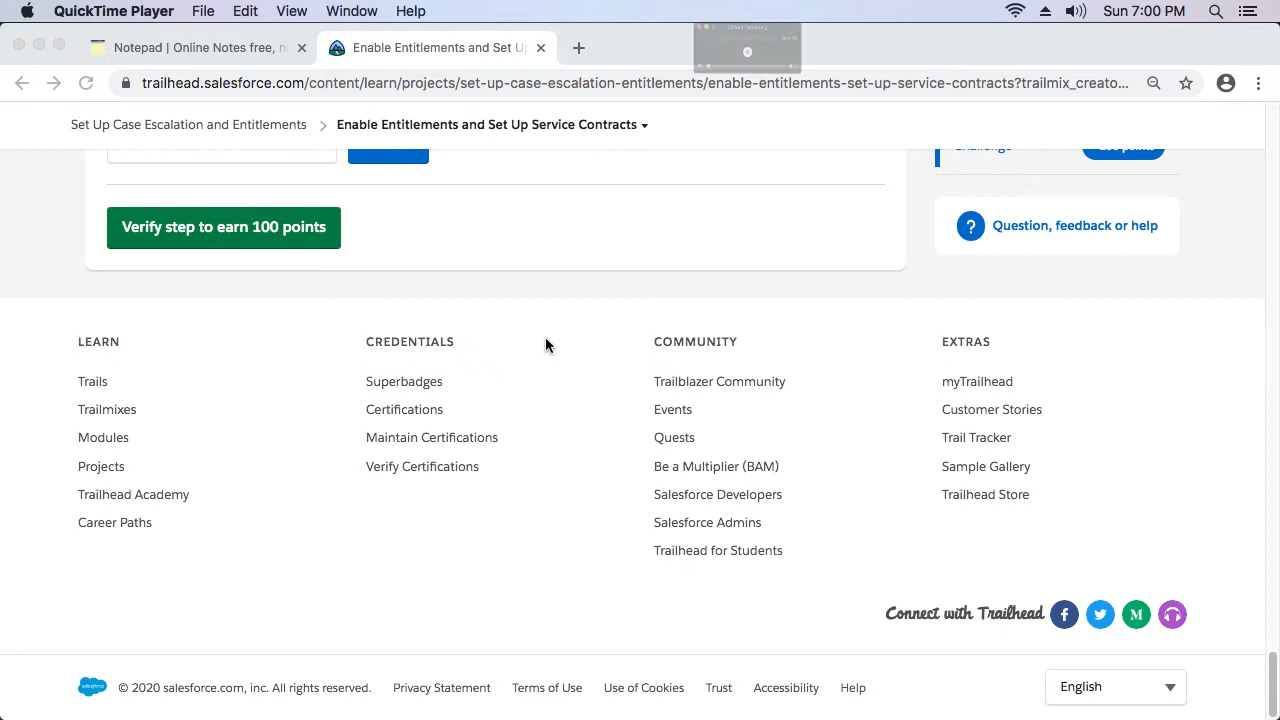 QuickTime Player File Edit View Window Help Sun 7:00 PM
Notepad | Online Notes free, n
Enable Entitlements and Set U
trailhead.salesforce.com/content/learn/projects/set-up-case-escalation-entitlements/enable-entitlements-set-up-service-contracts?trailmix_creato...
Set Up Case Escalation and Entitlements
Enable Entitlements and Set Up Service Contracts
Verify step to earn 100 points
? Question, feedback or help
LEARN
Trails
Trailmixes
Modules
Projects
Trailhead Academy
Career Paths
CREDENTIALS
Superbadges
Certifications
Maintain Certifications
Verify Certifications
COMMUNITY
Trailblazer Community
Events
Quests
Be a Multiplier (BAM)
Salesforce Developers
Salesforce Admins
Trailhead for Students
EXTRAS
myTrailhead
Customer Stories
Trail Tracker
Sample Gallery
Trailhead Store
Connect with Trailhead
salesforce
© 2020 salesforce.com, inc. All rights reserved. Privacy Statement Terms of Use Use of Cookies Trust Accessibility Help
English